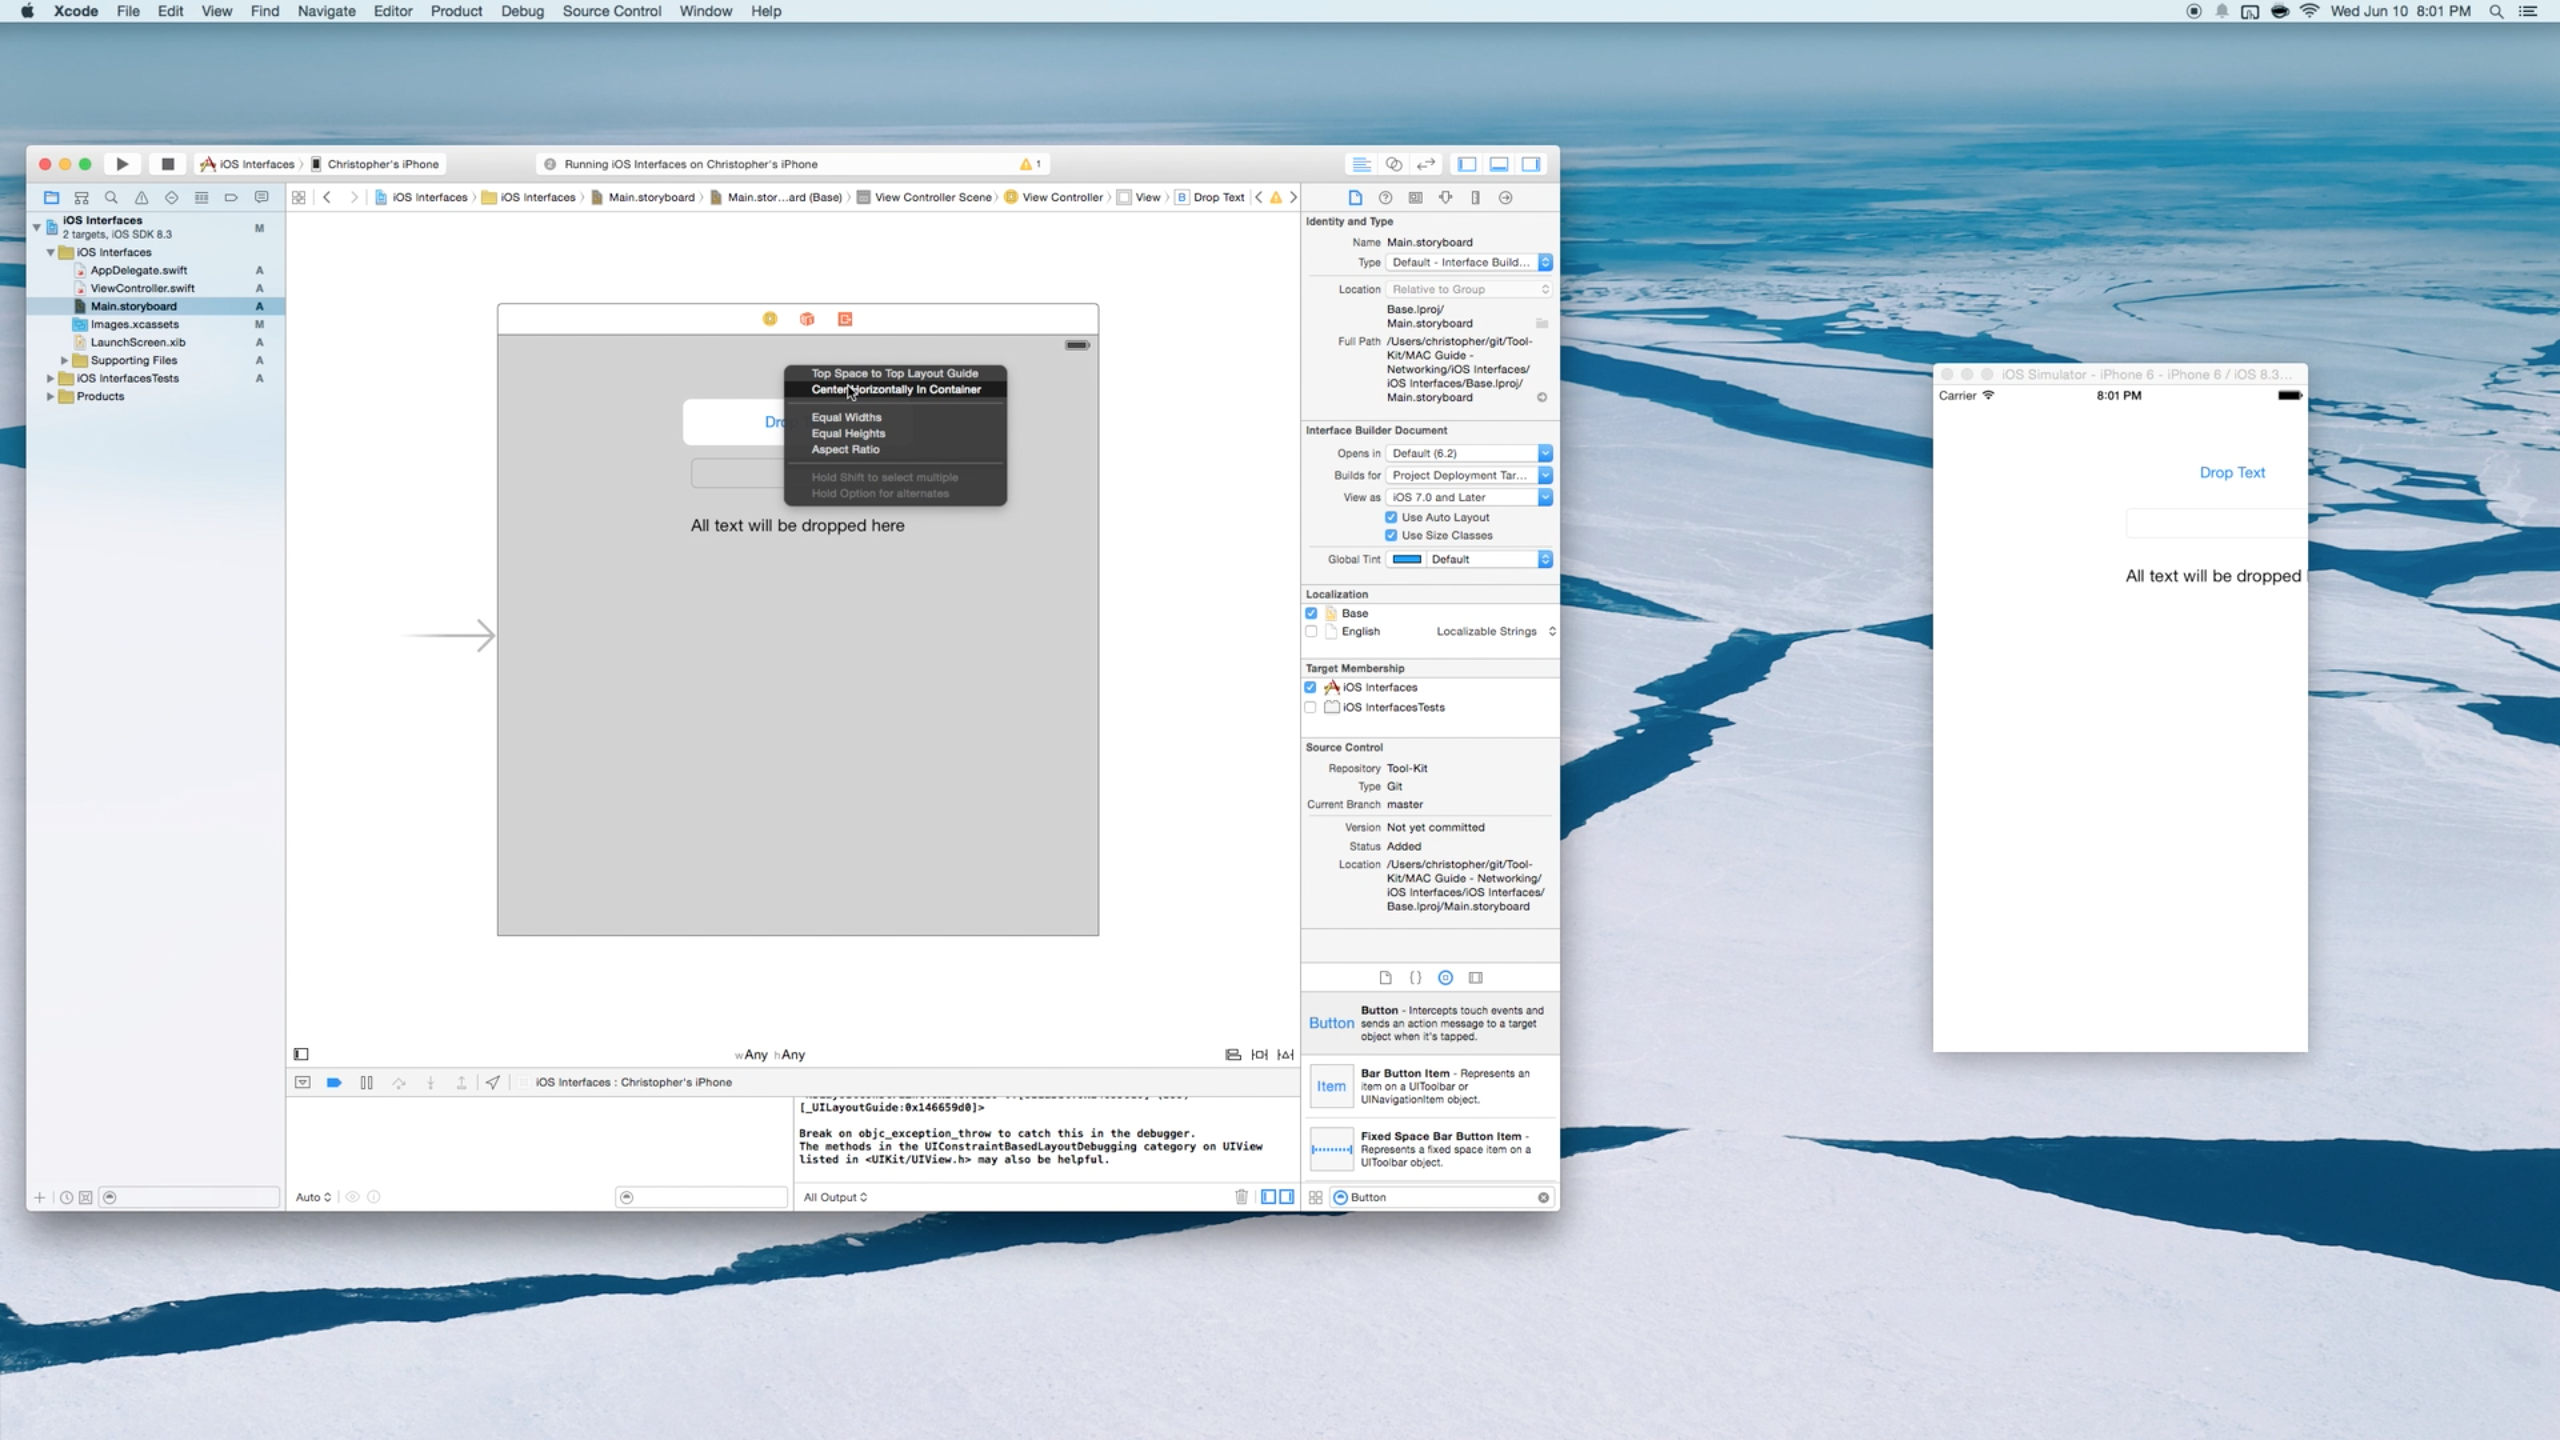 Xcode File Edit View Find Navigate Editor Product Debug Source Control Window Help
Wed Jun 10 8:01 PM
iOS Interfaces 〉 Christopher's iPhone
Running iOS Interfaces on Christopher's iPhone
1
iOS Interfaces 〉 iOS Interfaces 〉 Main.storyboard 〉 Main.stor...ard (Base) 〉 View Controller Scene 〉 View Controller 〉 View 〉 B Drop Text
iOS Interfaces
2 targets, iOS SDK 8.3
M
iOS Interfaces
AppDelegate.swift A
ViewController.swift A
Main.storyboard A
Images.xcassets M
LaunchScreen.xib A
Supporting Files A
iOS InterfacesTests A
Products
Top Space to Top Layout Guide
Center Horizontally In Container
Equal Widths
Equal Heights
Aspect Ratio
Hold Shift to select multiple
Hold Option for alternates
All text will be dropped here
wAny hAny
iOS Interfaces : Christopher's iPhone
[_UILayoutGuide:0x146659d0]>
Break on objc_exception_throw to catch this in the debugger.
The methods in the UIConstraintBasedLayoutDebugging category on UIView
listed in <UIKit/UIView.h> may also be helpful.
Auto
All Output
Identity and Type
Name Main.storyboard
Type Default - Interface Build...
Location Relative to Group
Base.lproj/
Main.storyboard
Full Path /Users/christopher/git/Tool-
Kit/MAC Guide -
Networking/iOS Interfaces/
iOS Interfaces/Base.lproj/
Main.storyboard
Interface Builder Document
Opens in Default (6.2)
Builds for Project Deployment Tar...
View as iOS 7.0 and Later
Use Auto Layout
Use Size Classes
Global Tint Default
Localization
Base
English Localizable Strings
Target Membership
iOS Interfaces
iOS InterfacesTests
Source Control
Repository Tool-Kit
Type Git
Current Branch master
Version Not yet committed
Status Added
Location /Users/christopher/git/Tool-
Kit/MAC Guide - Networking/
iOS Interfaces/iOS Interfaces/
Base.lproj/Main.storyboard
{ }
Button
Button - Intercepts touch events and
sends an action message to a target
object when it's tapped.
Item
Bar Button Item - Represents an
item on a UIToolbar or
UINavigationItem object.
Fixed Space Bar Button Item -
Represents a fixed space item on a
UIToolbar object.
Button
iOS Simulator - iPhone 6 - iPhone 6 / iOS 8.3...
Carrier 8:01 PM
Drop Text
All text will be dropped